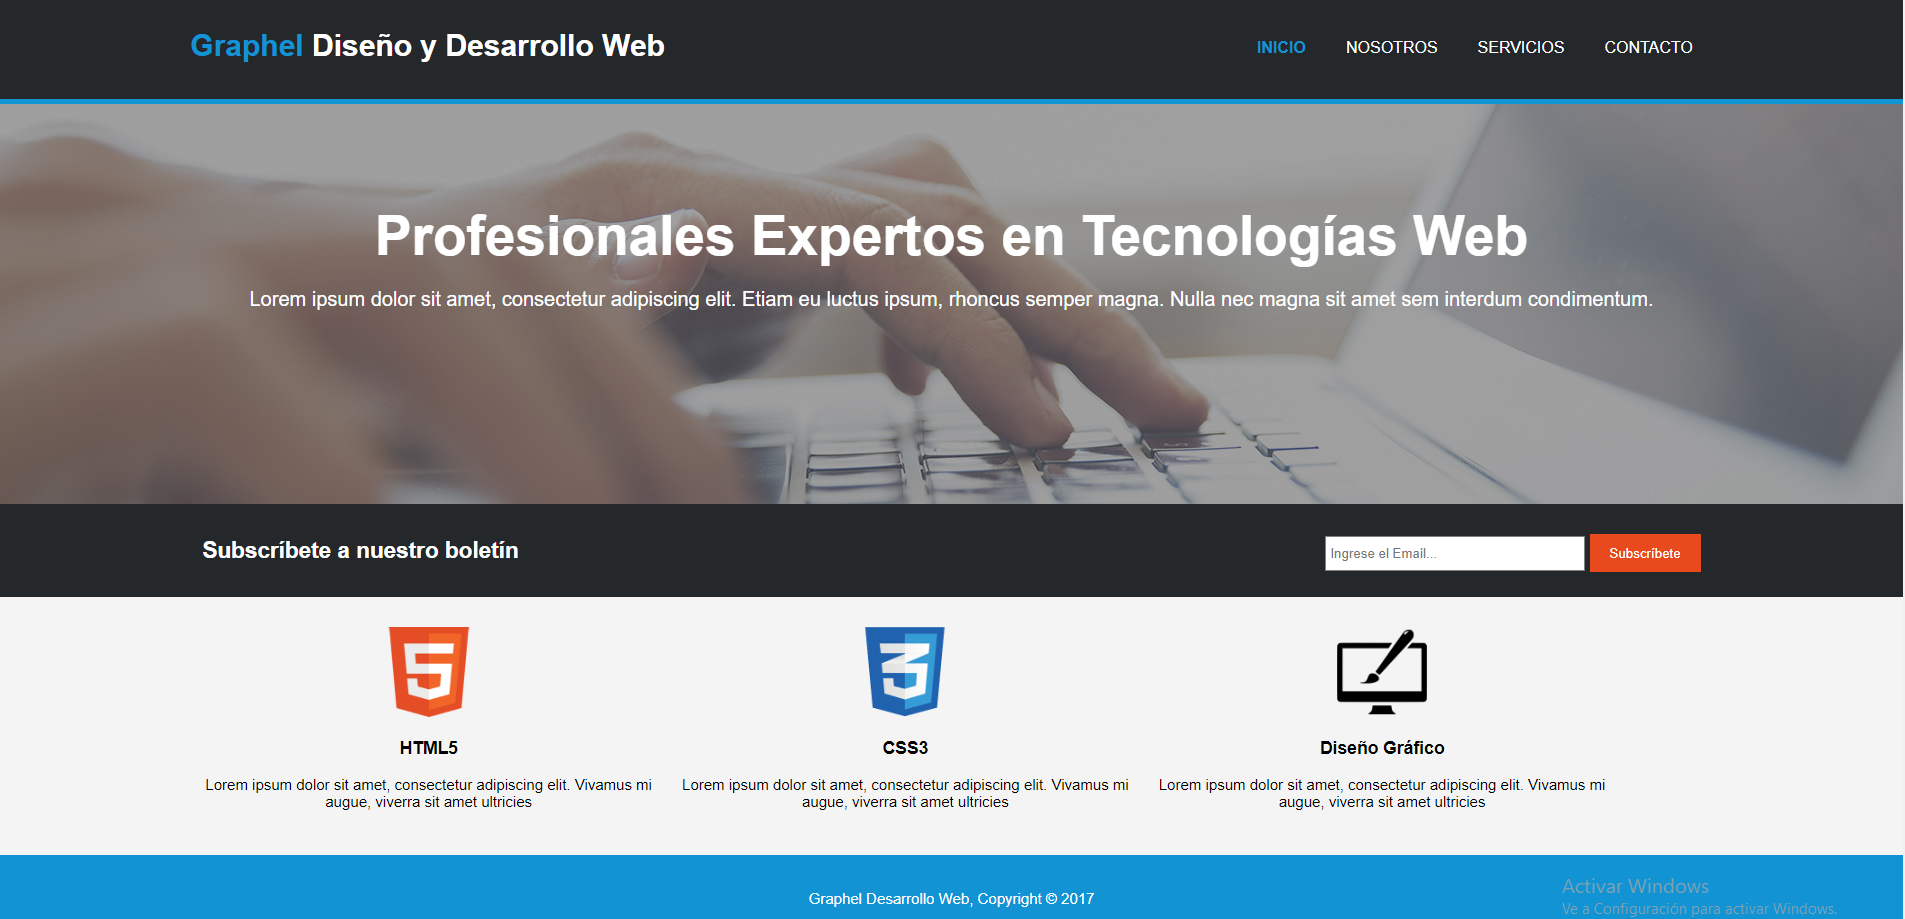 Graphel Diseño y Desarrollo Web
INICIO NOSOTROS SERVICIOS CONTACTO
Profesionales Expertos en Tecnologías Web
Lorem ipsum dolor sit amet, consectetur adipiscing elit. Etiam eu luctus ipsum, rhoncus semper magna. Nulla nec magna sit amet sem interdum condimentum.
Subscríbete a nuestro boletín
Ingrese el Email...
Subscríbete
HTML5
Lorem ipsum dolor sit amet, consectetur adipiscing elit. Vivamus mi
augue, viverra sit amet ultricies
CSS3
Lorem ipsum dolor sit amet, consectetur adipiscing elit. Vivamus mi
augue, viverra sit amet ultricies
Diseño Gráfico
Lorem ipsum dolor sit amet, consectetur adipiscing elit. Vivamus mi
augue, viverra sit amet ultricies
Graphel Desarrollo Web, Copyright © 2017
Activar Windows
Ve a Configuración para activar Windows.